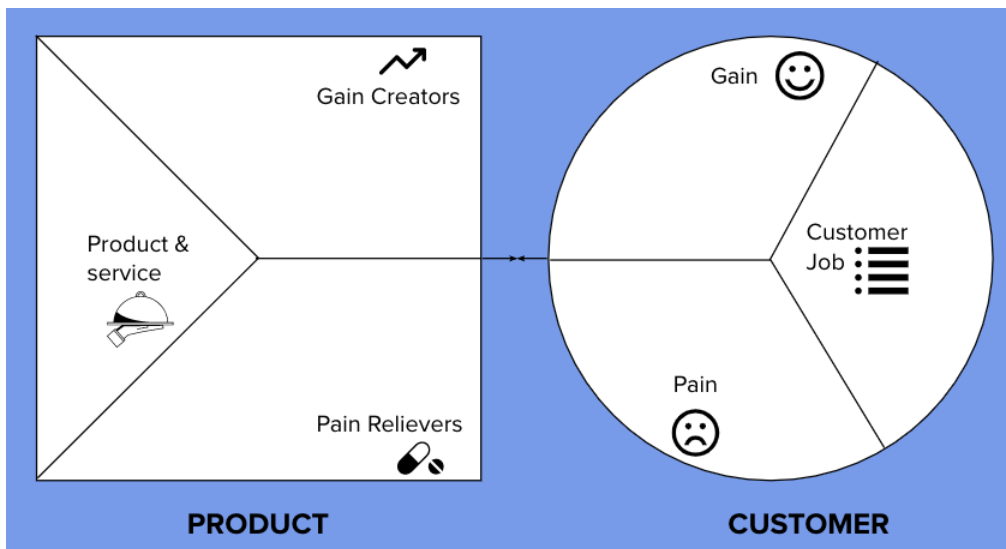 Gain Creators
Product &
service
Pain Relievers
PRODUCT
Gain
Customer
Job
Pain
CUSTOMER